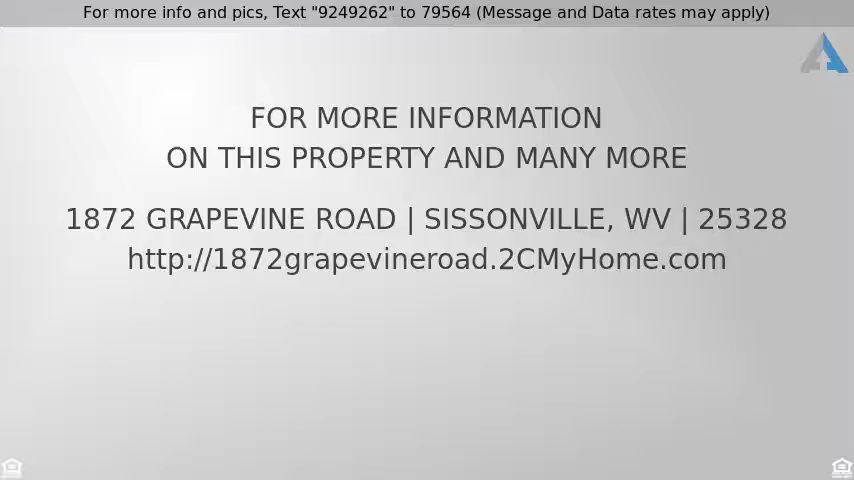 For more info and pics, Text "9249262" to 79564 (Message and Data rates may apply)
FOR MORE INFORMATION
ON THIS PROPERTY AND MANY MORE
1872 GRAPEVINE ROAD | SISSONVILLE, WV | 25328
http://1872grapevineroad.2CMyHome.com